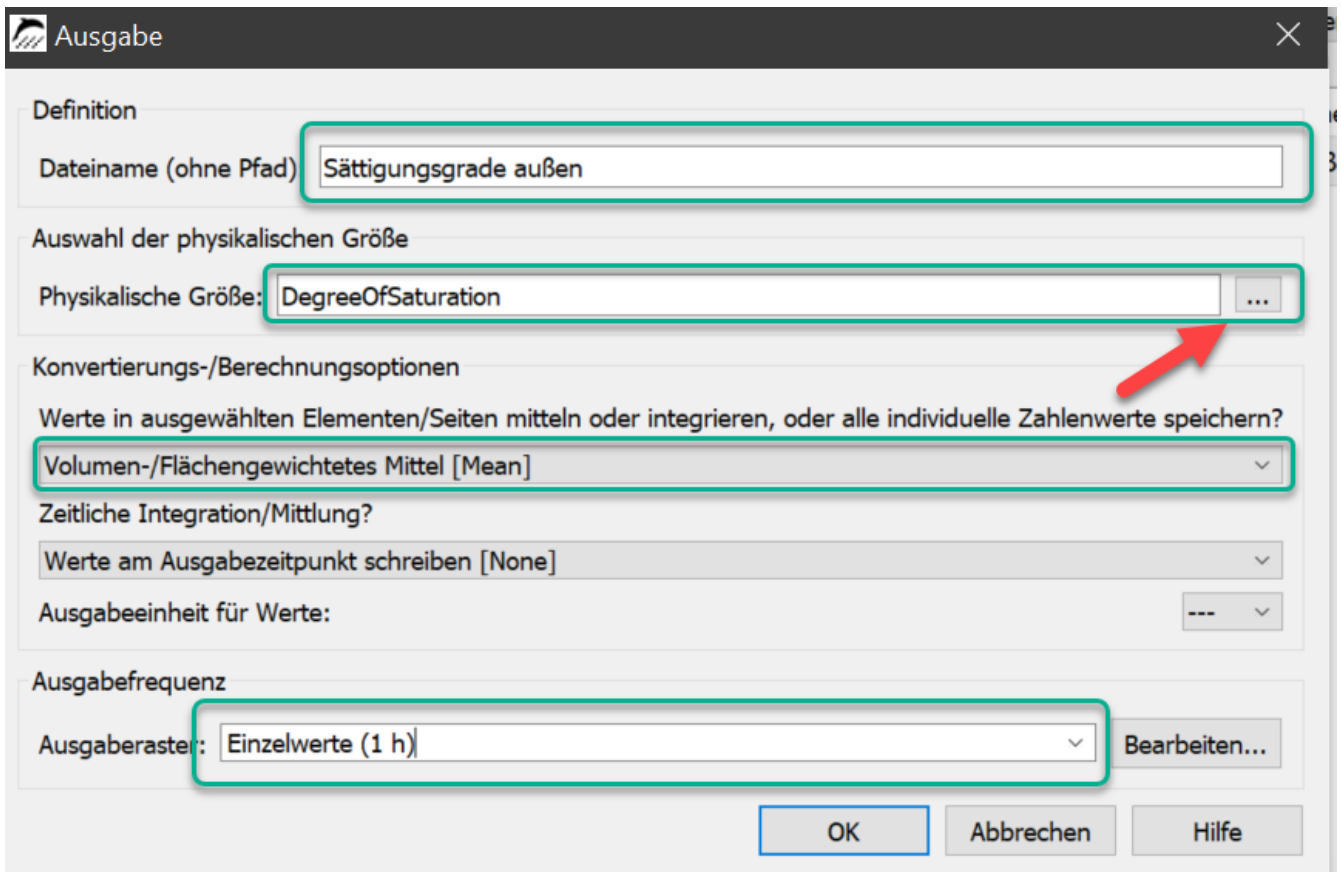 Ausgabe
Definition
Dateiname (ohne Pfad) Sättigungsgrade außen
Auswahl der physikalischen Größe
Physikalische Größe: DegreeOfSaturation ...
Konvertierungs-/Berechnungsoptionen
Werte in ausgewählten Elementen/Seiten mitteln oder integrieren, oder alle individuelle Zahlenwerte speichern?
Volumen-/Flächengewichtetes Mittel [Mean]
Zeitliche Integration/Mittlung?
Werte am Ausgabezeitpunkt schreiben [None]
Ausgabeeinheit für Werte: ---
Ausgabefrequenz
Ausgaberaster: Einzelwerte (1 h) Bearbeiten...
OK Abbrechen Hilfe